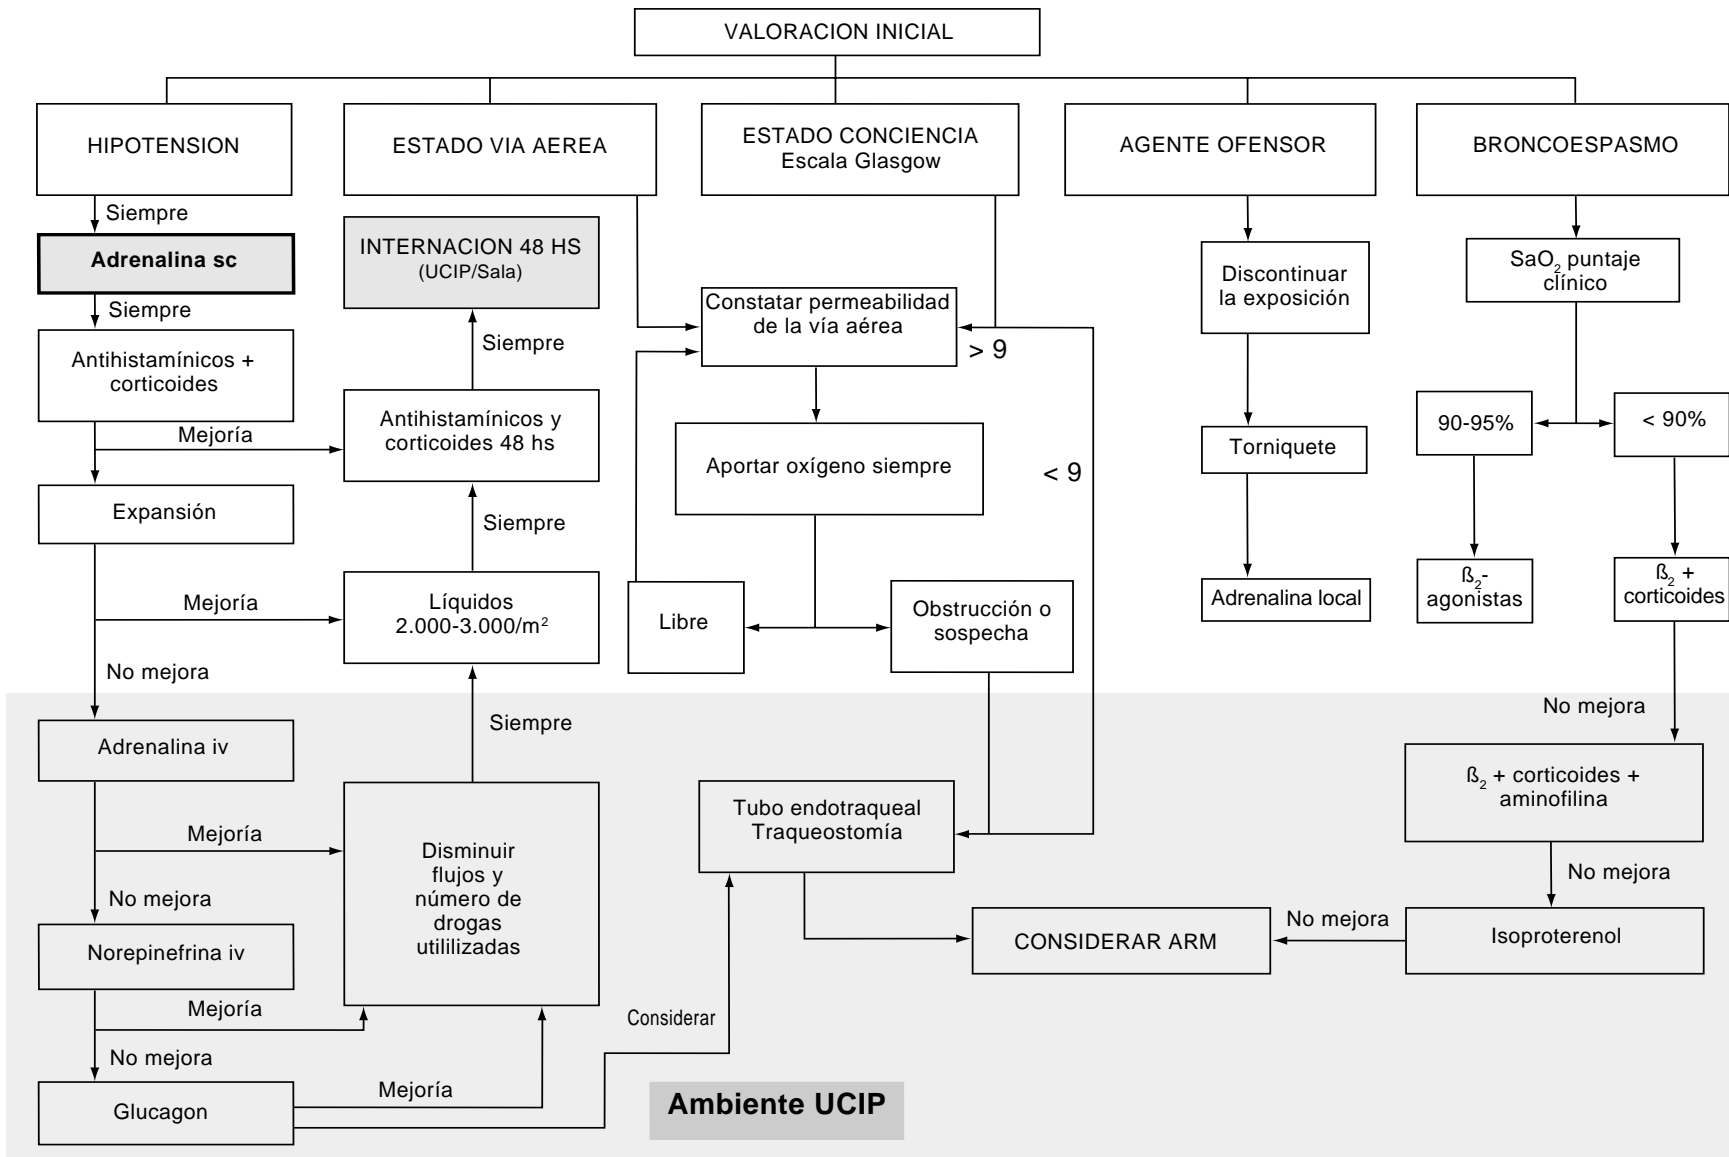 VALORACION INICIAL
HIPOTENSION
ESTADO VIA AEREA
ESTADO CONCIENCIA
Escala Glasgow
AGENTE OFENSOR
BRONCOESPASMO
Siempre
Adrenalina sc
Siempre
Antihistamínicos +
corticoides
Mejoría
Expansión
Mejoría
No mejora
Adrenalina iv
Mejoría
No mejora
Norepinefrina iv
Mejoría
No mejora
Glucagon
Mejoría
Considerar
INTERNACION 48 HS
(UCIP/Sala)
Siempre
Antihistamínicos y
corticoides 48 hs
Siempre
Líquidos
2.000-3.000/m²
Siempre
Disminuir
flujos y
número de
drogas
utililizadas
Constatar permeabilidad
de la vía aérea
> 9
< 9
Aportar oxígeno siempre
Libre
Obstrucción o
sospecha
Tubo endotraqueal
Traqueostomía
CONSIDERAR ARM
Discontinuar
la exposición
Torniquete
Adrenalina local
SaO₂ puntaje
clínico
90-95%
< 90%
ß₂-
agonistas
ß₂ +
corticoides
No mejora
ß₂ + corticoides +
aminofilina
No mejora
Isoproterenol
No mejora
Ambiente UCIP